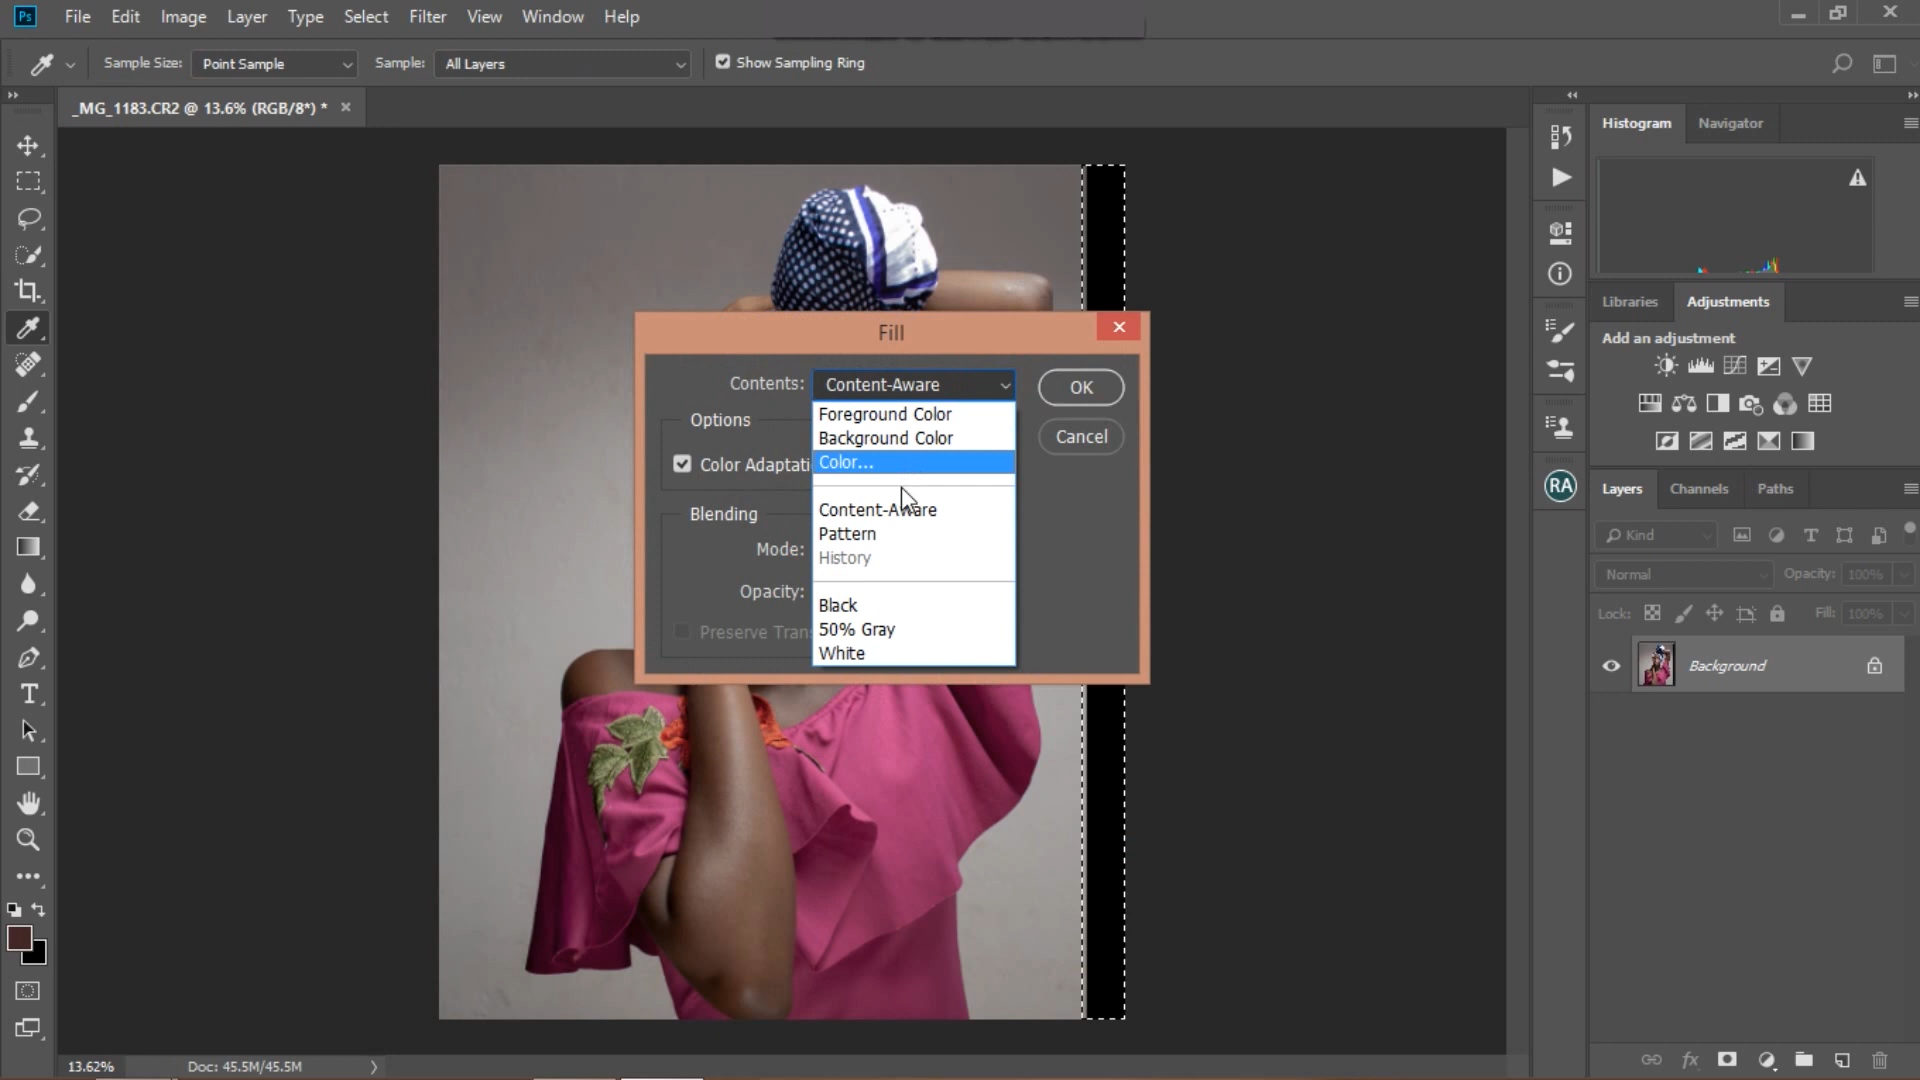 Ps File Edit Image Layer Type Select Filter View Window Help
Sample Size: Point Sample Sample: All Layers Show Sampling Ring
_MG_1183.CR2 @ 13.6% (RGB/8*) *
Histogram Navigator
Libraries Adjustments
Add an adjustment
Fill
Contents: Content-Aware OK
Foreground Color
Options
Background Color Cancel
Color Adaptati Color...
Content-Aware
Blending
Pattern
Mode:
History
Opacity:
Black
Preserve Tran 50% Gray
White
RA
Layers Channels Paths
Kind
Normal Opacity: 100%
Lock: Fill: 100%
Background
fx
13.62% Doc: 45.5M/45.5M